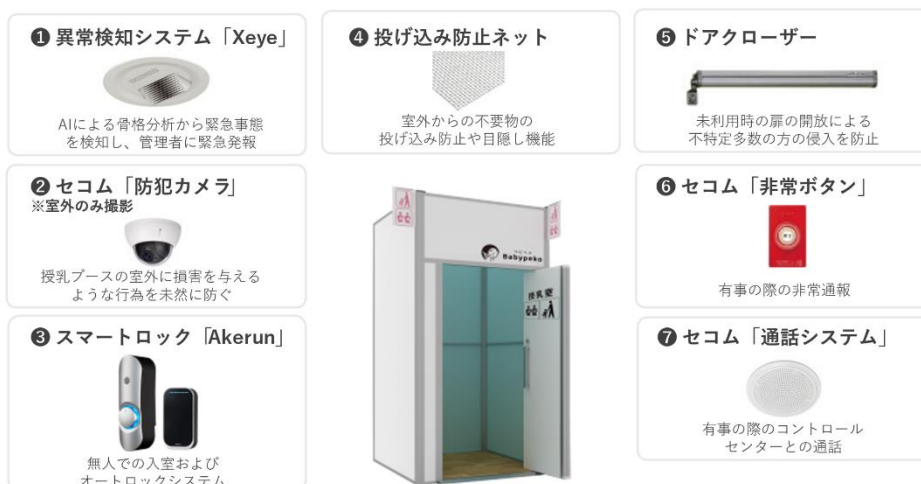 ❶ 異常検知システム「Xeye」
AIによる骨格分析から緊急事態
を検知し、管理者に緊急発報
❷ セコム「防犯カメラ」
※室外のみ撮影
授乳ブースの室外に損害を与える
ような行為を未然に防ぐ
❸ スマートロック「Akerun」
無人での入室および
オートロックシステム
❹ 投げ込み防止ネット
室外からの不要物の
投げ込み防止や目隠し機能
Babypeko
授乳室
❺ ドアクローザー
未利用時の扉の開放による
不特定多数の方の侵入を防止
❻ セコム「非常ボタン」
有事の際の非常通報
❼ セコム「通話システム」
有事の際のコントロール
センターとの通話